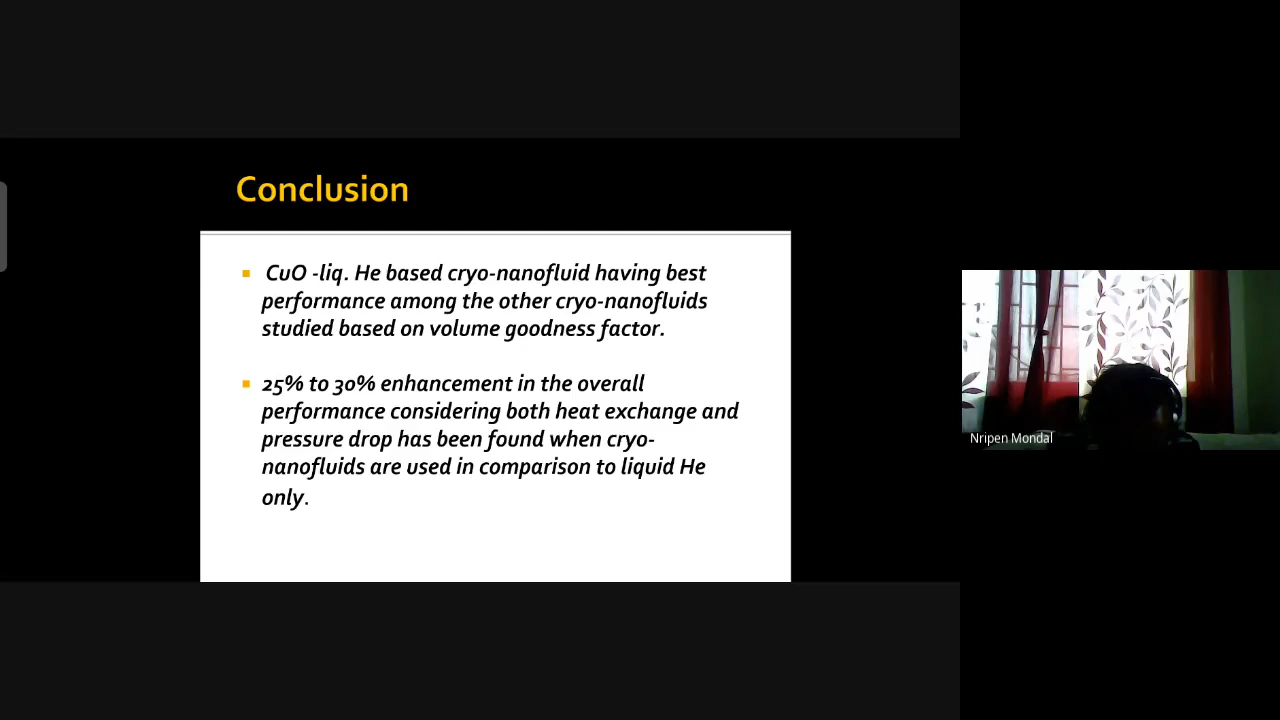 Conclusion
CuO -liq. He based cryo-nanofluid having best
performance among the other cryo-nanofluids
studied based on volume goodness factor.
25% to 30% enhancement in the overall
performance considering both heat exchange and
pressure drop has been found when cryo-
nanofluids are used in comparison to liquid He
only.
Nripen Mondal